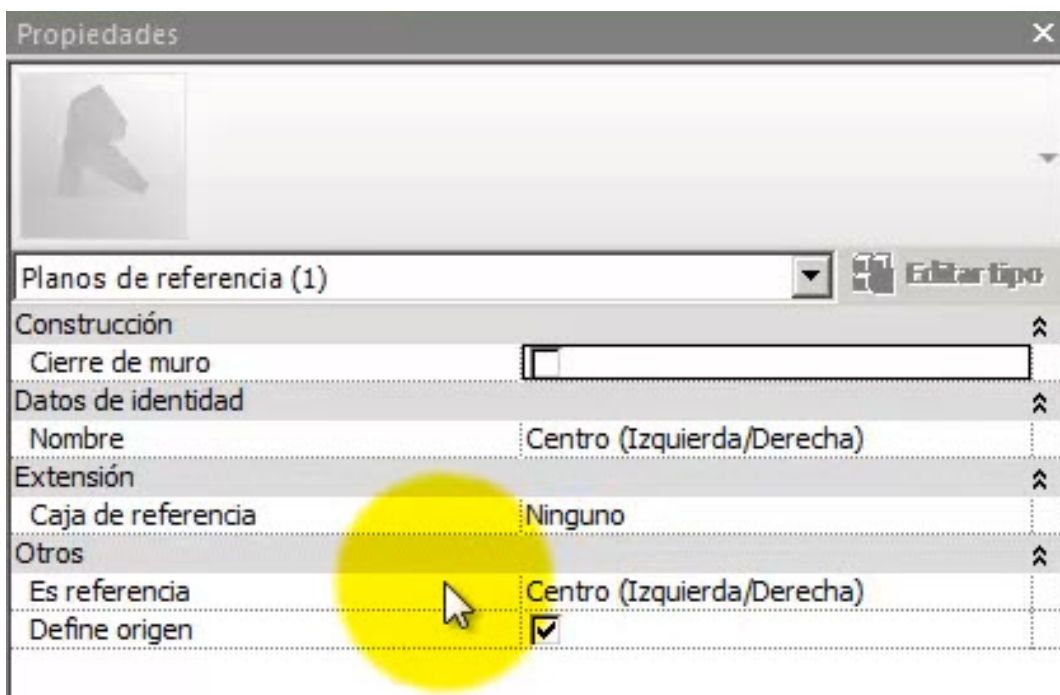 Propiedades
Planos de referencia (1)
Editar tipo
Construcción
Cierre de muro
Datos de identidad
Nombre Centro (Izquierda/Derecha)
Extensión
Caja de referencia Ninguno
Otros
Es referencia Centro (Izquierda/Derecha)
Define origen